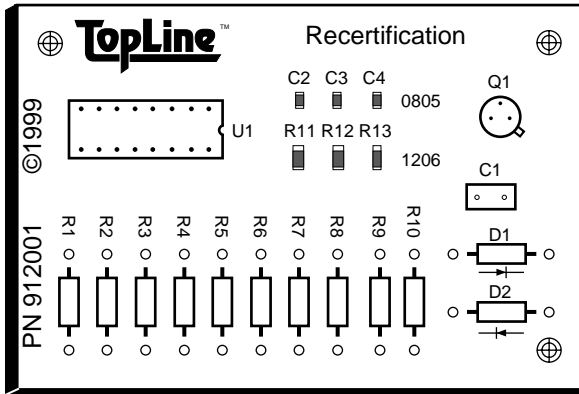 TopLine™
Recertification
©1999
PN 912001
U1
C2 C3 C4 0805
R11 R12 R13 1206
Q1
C1
R1 R2 R3 R4 R5 R6 R7 R8 R9 R10
D1
D2